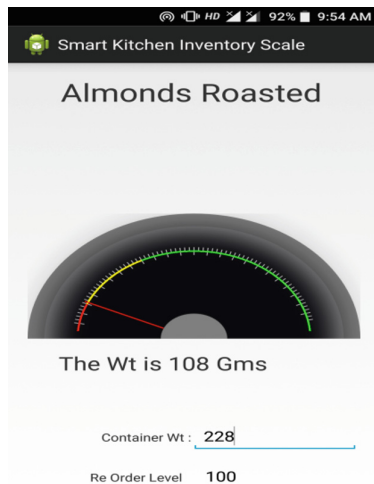 HD 92% 9:54 AM
Smart Kitchen Inventory Scale
Almonds Roasted
The Wt is 108 Gms
Container Wt : 228
Re Order Level 100